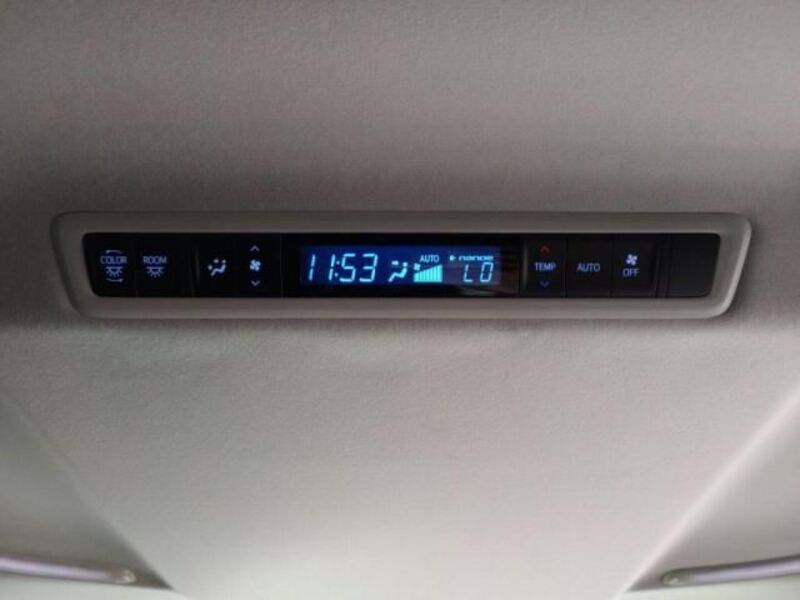 COLOR
ROOM
11:53
AUTO
nanoe
LO
TEMP
AUTO
OFF